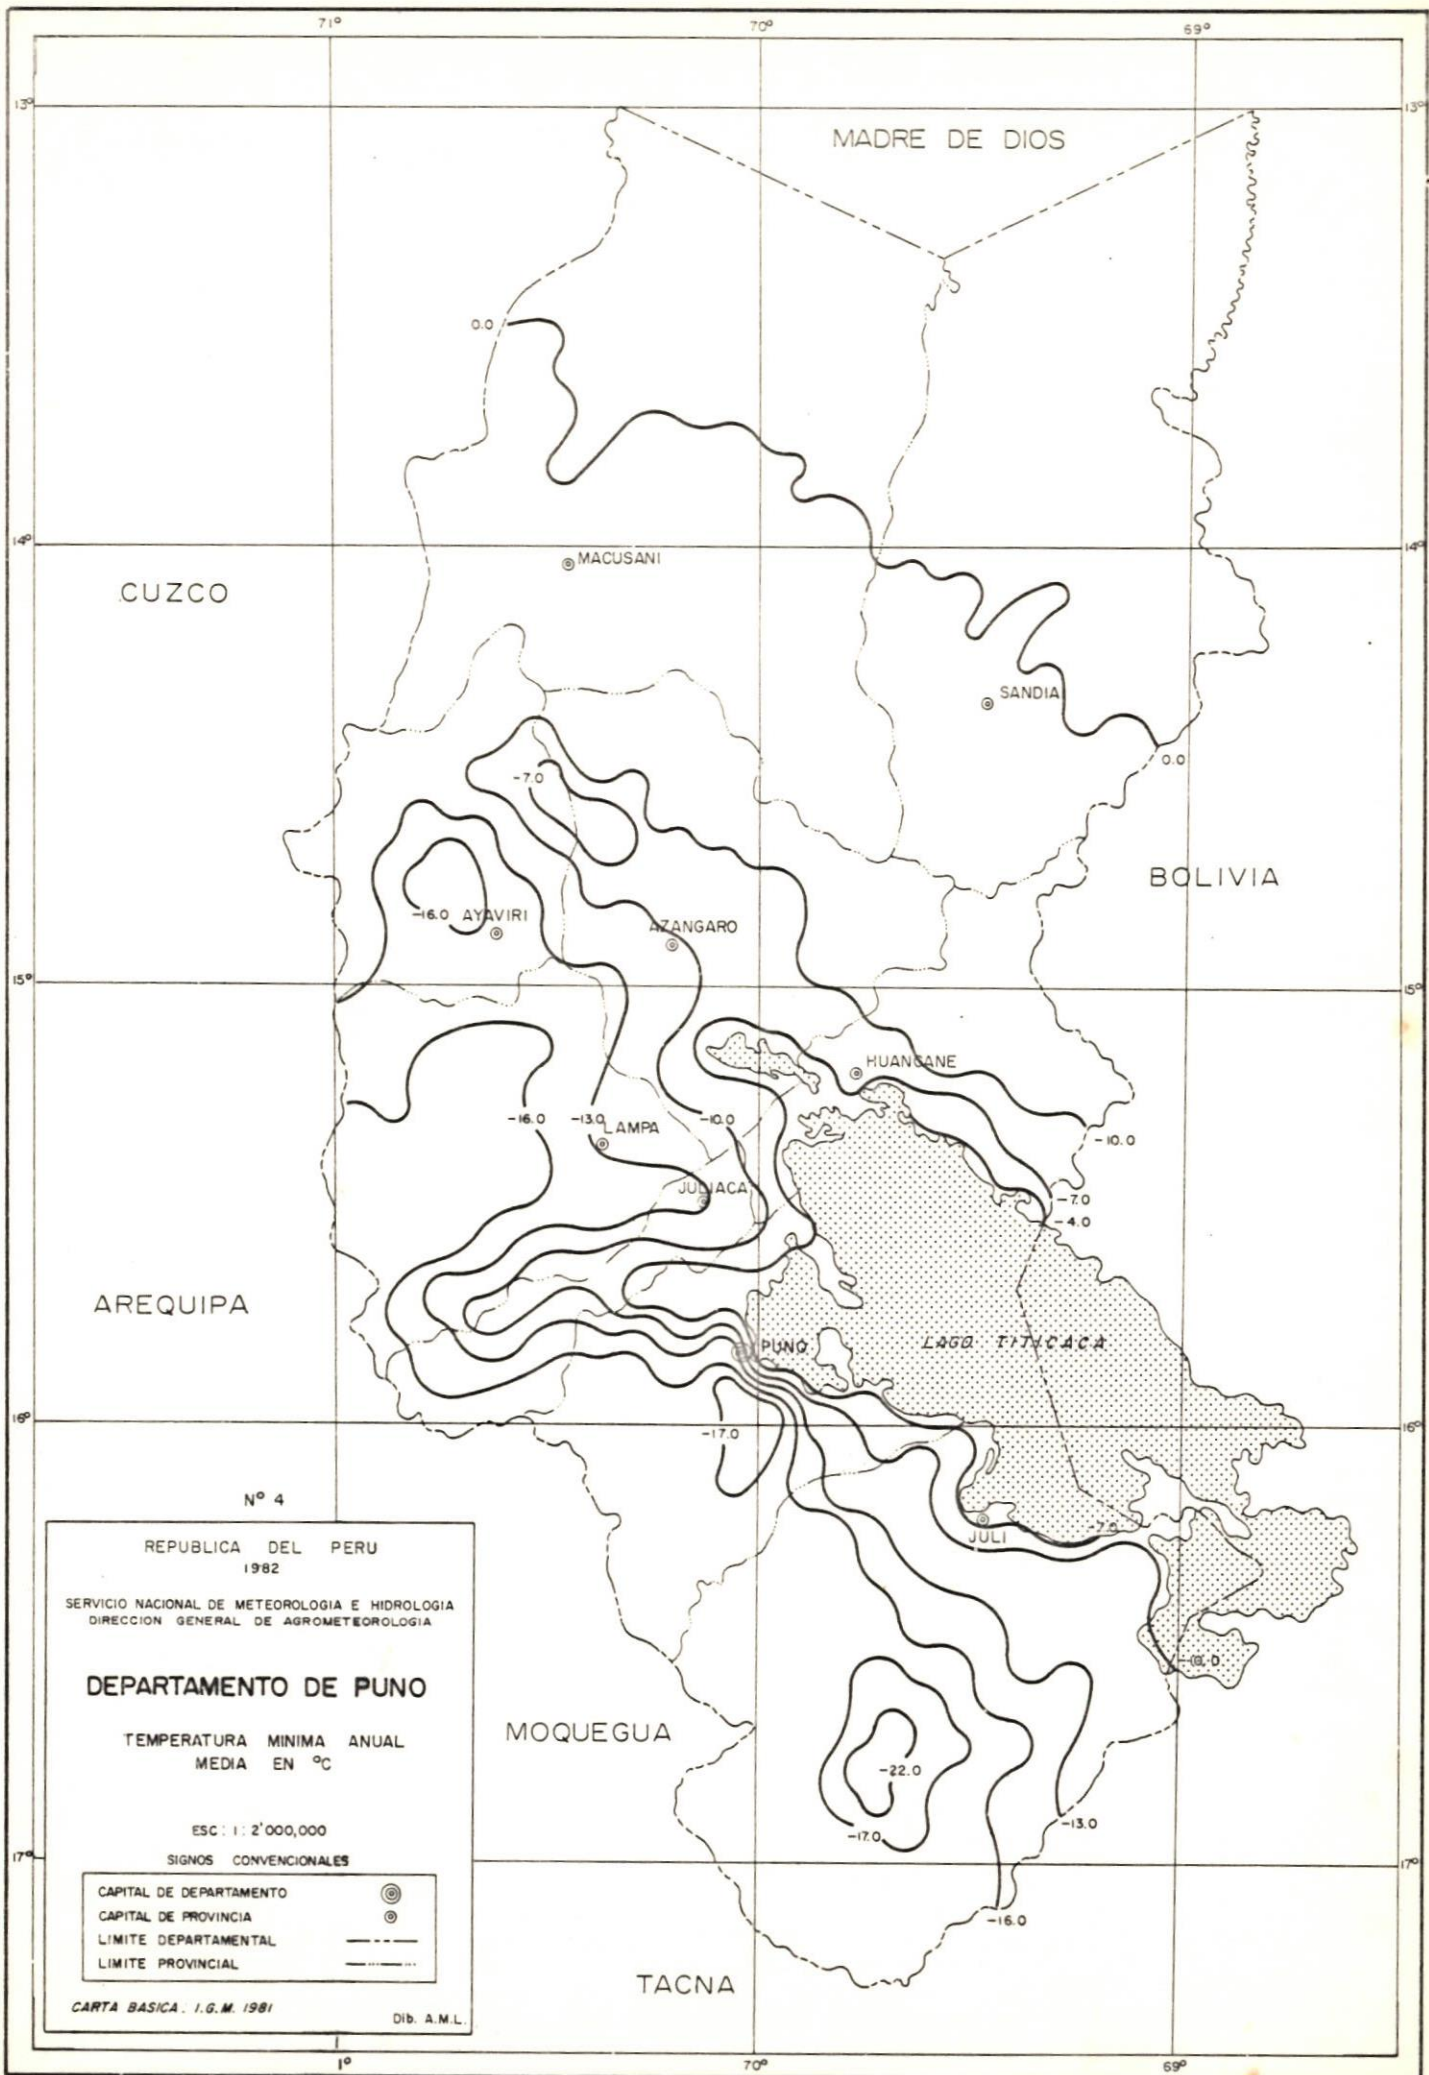 71°
70°
69°
13°
13°
MADRE DE DIOS
0.0
14°
14°
MACUSANI
CUZCO
SANDIA
0.0
-7.0
BOLIVIA
-16.0 AYAVIRI
AZANGARO
15°
15°
HUANCANE
-16.0
-13.0
LAMPA
-10.0
-10.0
JULIACA
-7.0
-4.0
AREQUIPA
PUNO
LAGO TITICACA
16°
16°
-17.0
JULI
-7.0
MOQUEGUA
-22.0
-17.0
-13.0
17°
17°
-16.0
TACNA
N° 4
REPUBLICA DEL PERU
1982
SERVICIO NACIONAL DE METEOROLOGIA E HIDROLOGIA
DIRECCION GENERAL DE AGROMETEOROLOGIA
DEPARTAMENTO DE PUNO
TEMPERATURA MINIMA ANUAL
MEDIA EN °C
ESC: 1: 2'000,000
SIGNOS CONVENCIONALES
CAPITAL DE DEPARTAMENTO
CAPITAL DE PROVINCIA
LIMITE DEPARTAMENTAL
LIMITE PROVINCIAL
CARTA BASICA. I.G.M. 1981
Dib. A.M.L.
1°
70°
69°